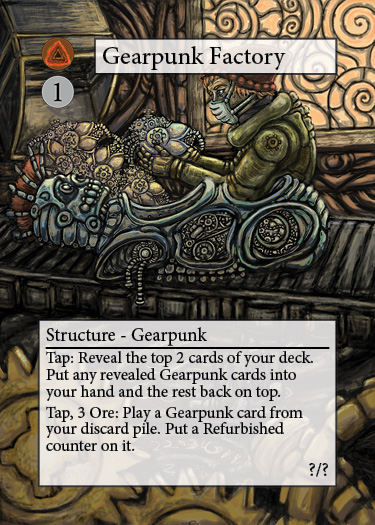 Gearpunk Factory
1
Structure - Gearpunk
Tap: Reveal the top 2 cards of your deck.
Put any revealed Gearpunk cards into
your hand and the rest back on top.
Tap, 3 Ore: Play a Gearpunk card from
your discard pile. Put a Refurbished
counter on it.
?/?